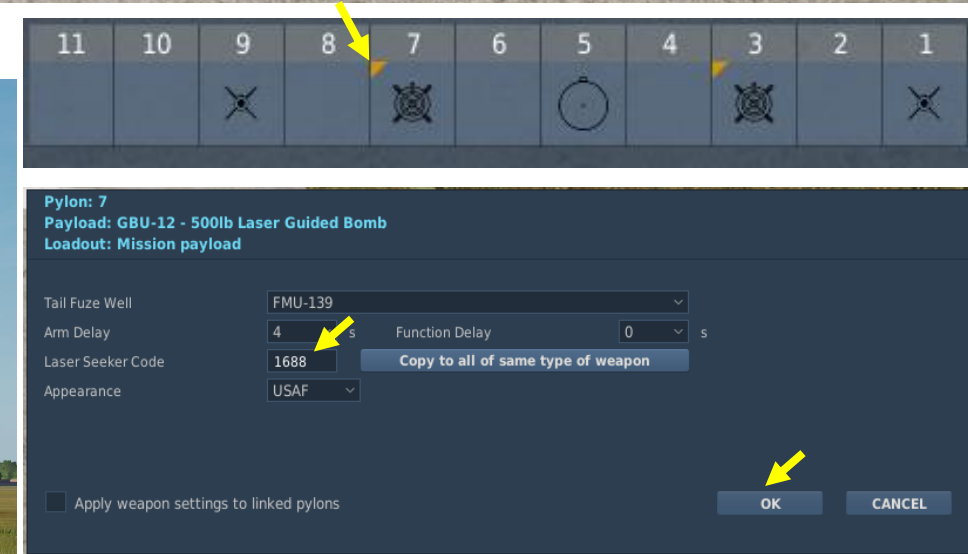 11 10 9 8 7 6 5 4 3 2 1
Pylon: 7
Payload: GBU-12 - 500lb Laser Guided Bomb
Loadout: Mission payload
Tail Fuze Well FMU-139
Arm Delay 4 s Function Delay 0 s
Laser Seeker Code 1688 Copy to all of same type of weapon
Appearance USAF
Apply weapon settings to linked pylons OK CANCEL